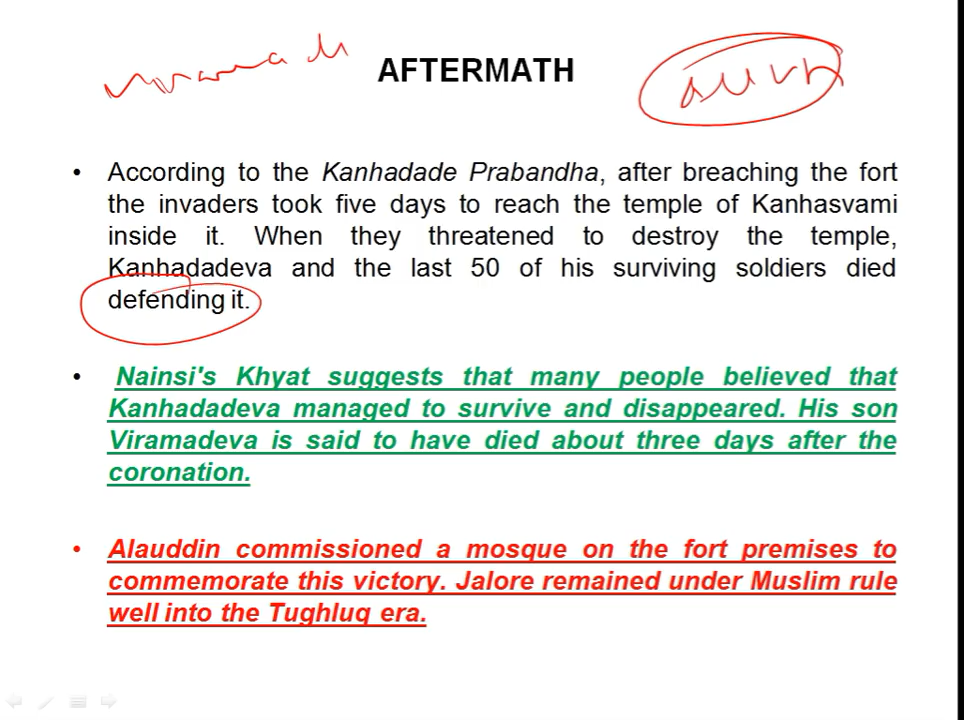 AFTERMATH
• According to the Kanhadade Prabandha, after breaching the fort
the invaders took five days to reach the temple of Kanhasvami
inside it. When they threatened to destroy the temple,
Kanhadadeva and the last 50 of his surviving soldiers died
defending it.
• Nainsi's Khyat suggests that many people believed that
Kanhadadeva managed to survive and disappeared. His son
Viramadeva is said to have died about three days after the
coronation.
• Alauddin commissioned a mosque on the fort premises to
commemorate this victory. Jalore remained under Muslim rule
well into the Tughluq era.